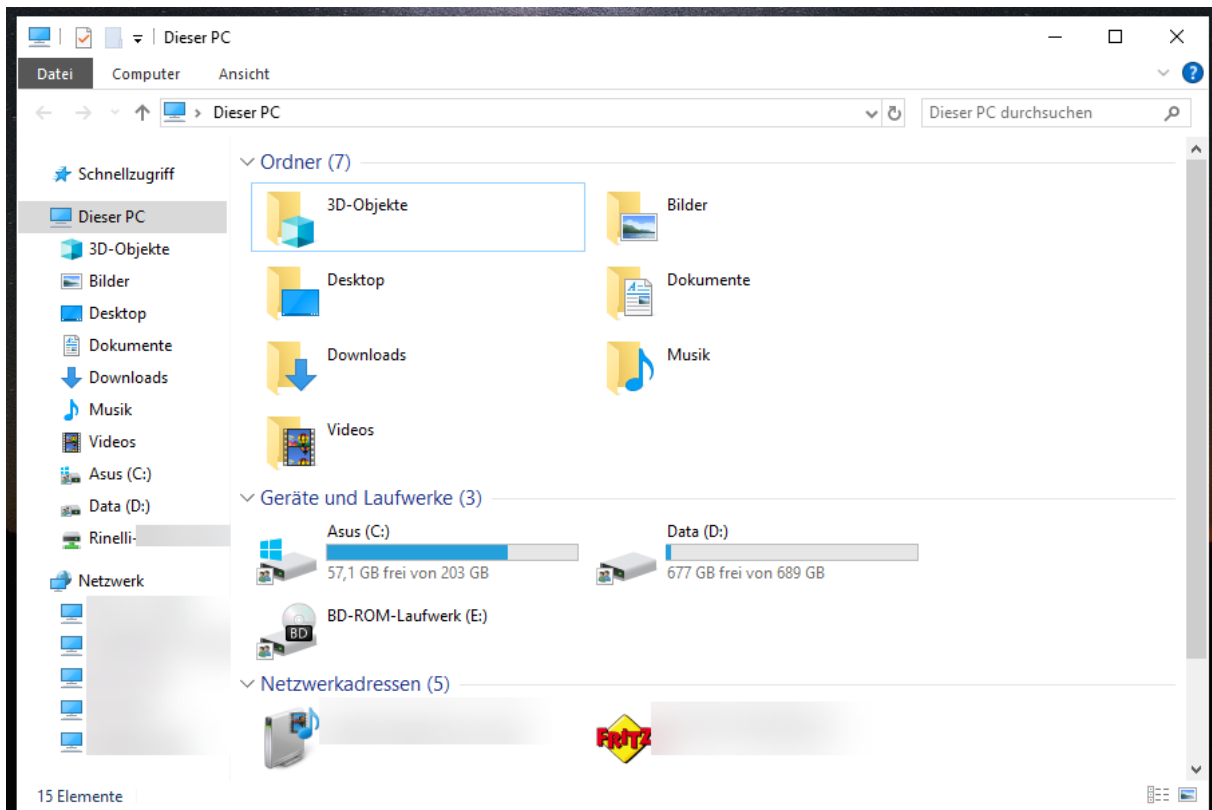 Dieser PC
Datei Computer Ansicht
Dieser PC
Dieser PC durchsuchen
Schnellzugriff
Dieser PC
3D-Objekte
Bilder
Desktop
Dokumente
Downloads
Musik
Videos
Asus (C:)
Data (D:)
Rinelli-
Netzwerk
Ordner (7)
3D-Objekte
Bilder
Desktop
Dokumente
Downloads
Musik
Videos
Geräte und Laufwerke (3)
Asus (C:)
57,1 GB frei von 203 GB
Data (D:)
677 GB frei von 689 GB
BD-ROM-Laufwerk (E:)
BD
Netzwerkadressen (5)
FRITZ
15 Elemente